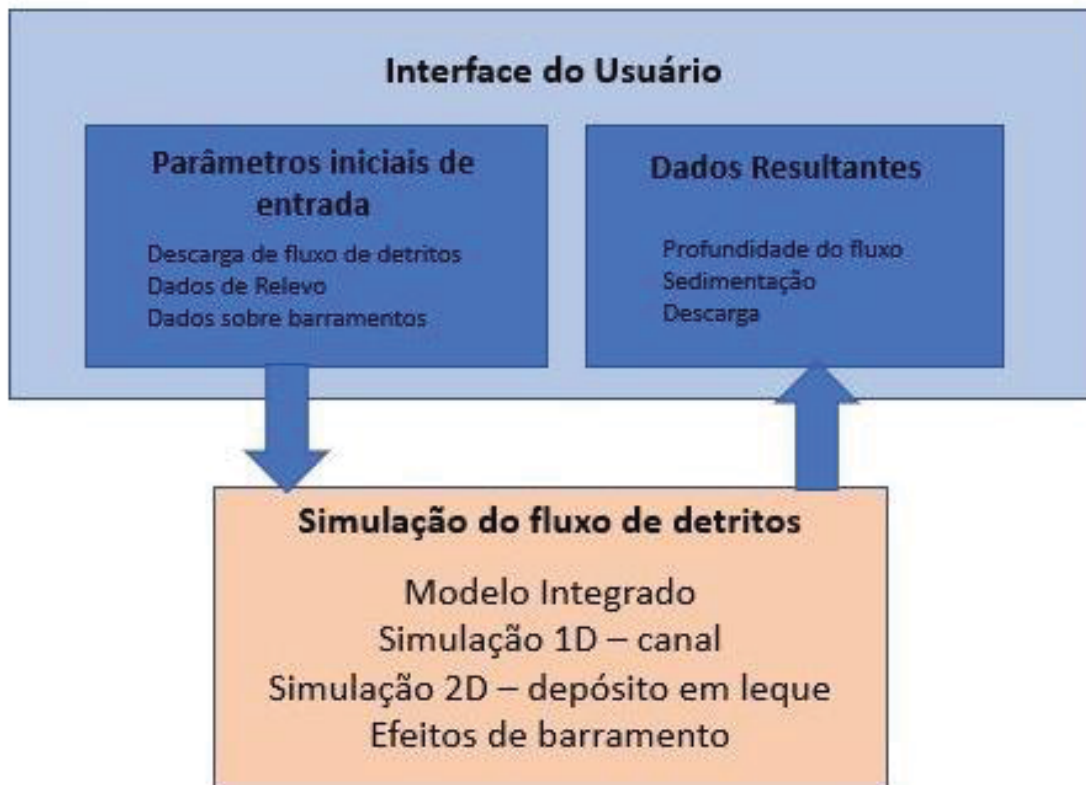 Interface do Usuário
Parâmetros iniciais de
entrada
Descarga de fluxo de detritos
Dados de Relevo
Dados sobre barramentos
Dados Resultantes
Profundidade do fluxo
Sedimentação
Descarga
Simulação do fluxo de detritos
Modelo Integrado
Simulação 1D – canal
Simulação 2D – depósito em leque
Efeitos de barramento